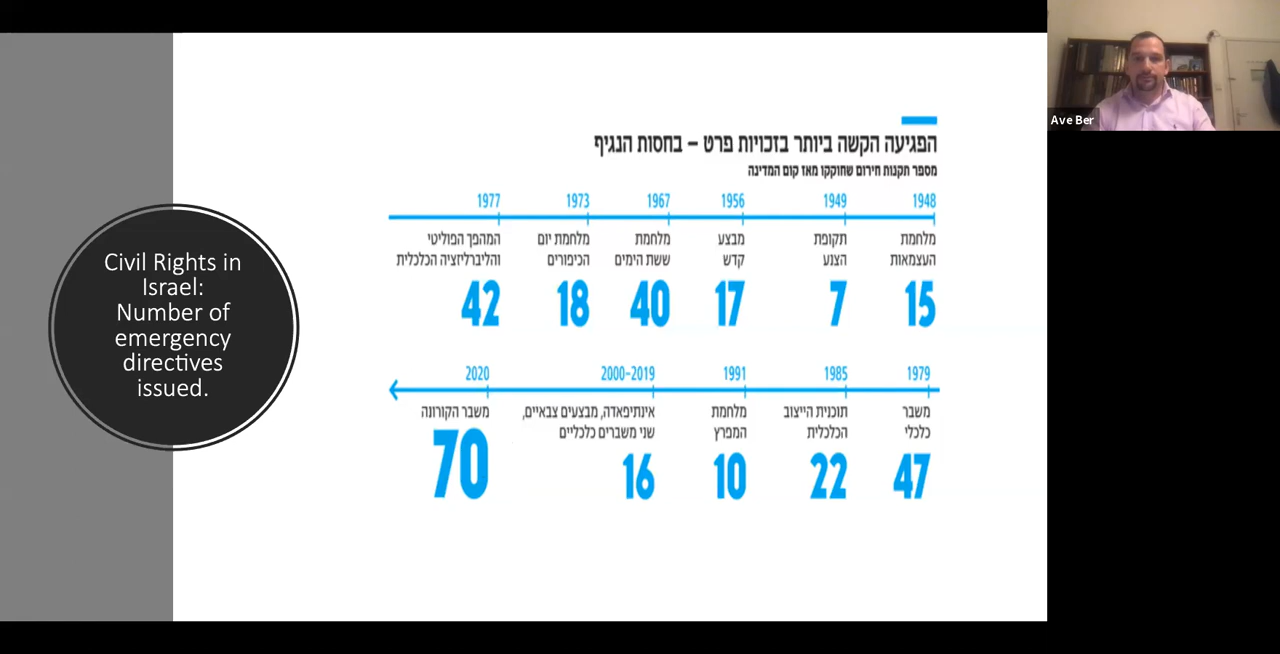 Civil Rights in
Israel:
Number of
emergency
directives
issued.
הפגיעה הקשה ביותר בזכויות פרט – בחסות הנגיף
מספר תקנות חירום שחוקקו מאז קום המדינה
1948
מלחמת
העצמאות
15
1949
תקופת
הצנע
7
1956
מבצע
קדש
17
1967
מלחמת
ששת הימים
40
1973
מלחמת יום
הכיפורים
18
1977
המהפך הפוליטי
והליברליזציה הכלכלית
42
1979
משבר
כלכלי
47
1985
תוכנית הייצוב
הכלכלית
22
1991
מלחמת
המפרץ
10
2000-2019
אינתיפאדה, מבצעים צבאיים,
שני משברים כלכליים
16
2020
משבר הקורונה
70
Ave Ber